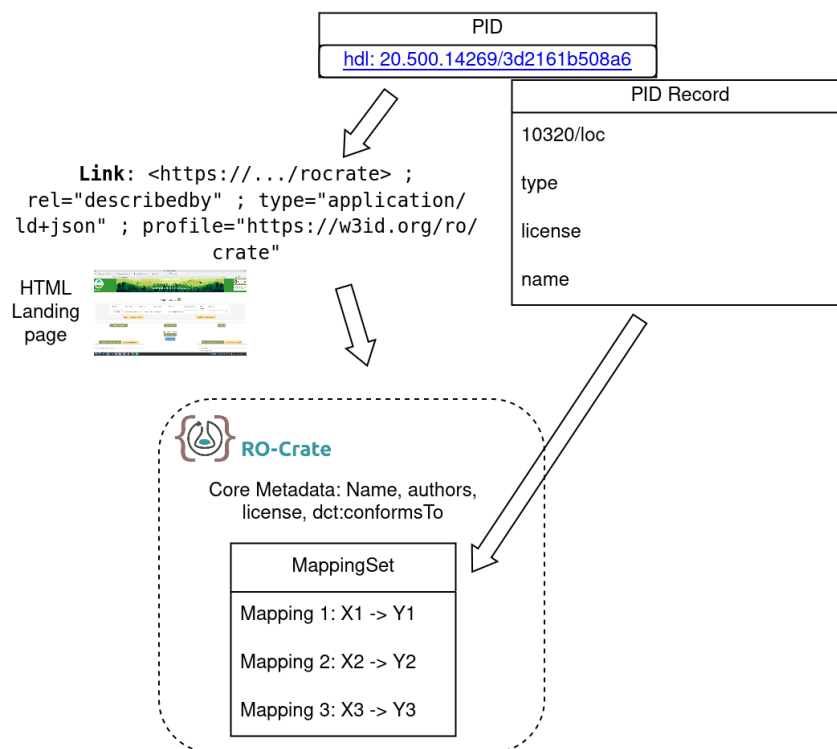 PID
hdl: 20.500.14269/3d2161b508a6
PID Record
10320/loc
type
license
name
Link: <https://.../rocrate> ;
rel="describedby" ; type="application/
ld+json" ; profile="https://w3id.org/ro/
crate"
HTML
Landing
page
RO-Crate
Core Metadata: Name, authors,
license, dct:conformsTo
MappingSet
Mapping 1: X1 -> Y1
Mapping 2: X2 -> Y2
Mapping 3: X3 -> Y3